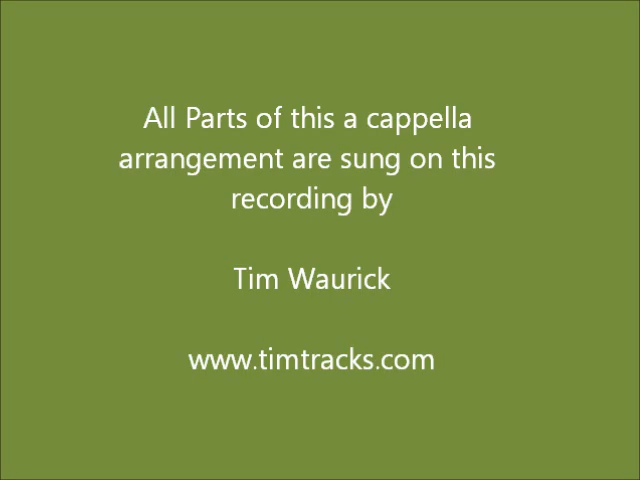 All Parts of this a cappella
arrangement are sung on this
recording by
Tim Waurick
www.timtracks.com